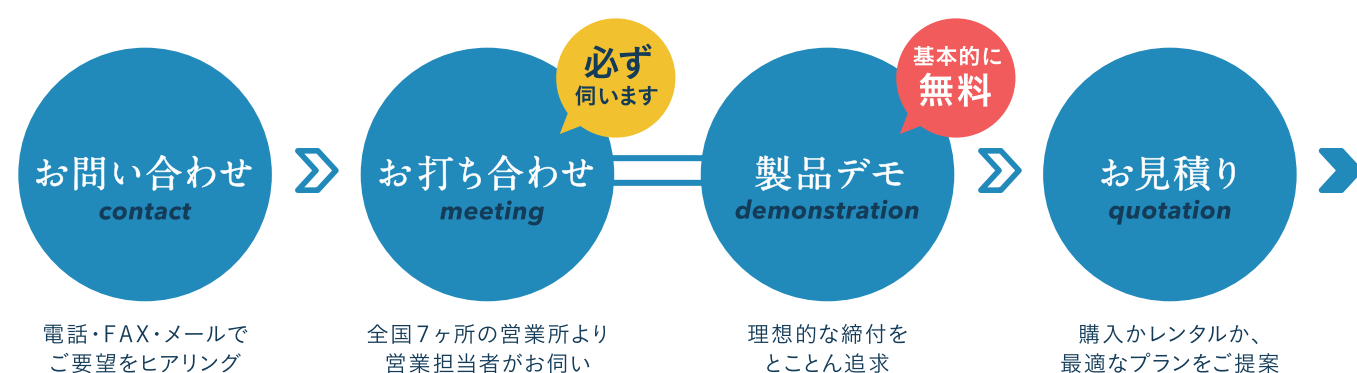 お問い合わせ
contact
電話・FAX・メールで
ご要望をヒアリング
必ず
伺います
お打ち合わせ
meeting
全国7ヶ所の営業所より
営業担当者がお伺い
基本的に
無料
製品デモ
demonstration
理想的な締付を
とことん追求
お見積り
quotation
購入かレンタルか、
最適なプランをご提案